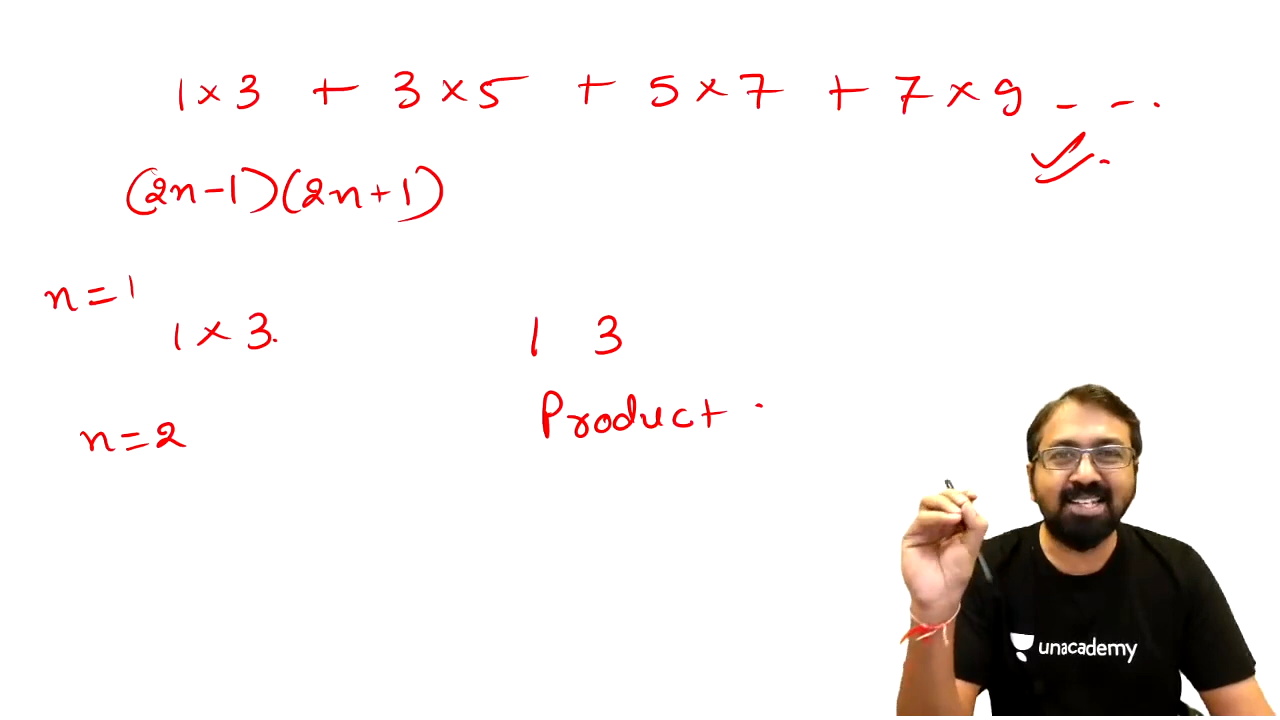 1 × 3 + 3 × 5 + 5 × 7 + 7 × 9 - - .
(2n-1)(2n+1)
n=1
1 × 3.
1 3
Product .
n=2
unacademy